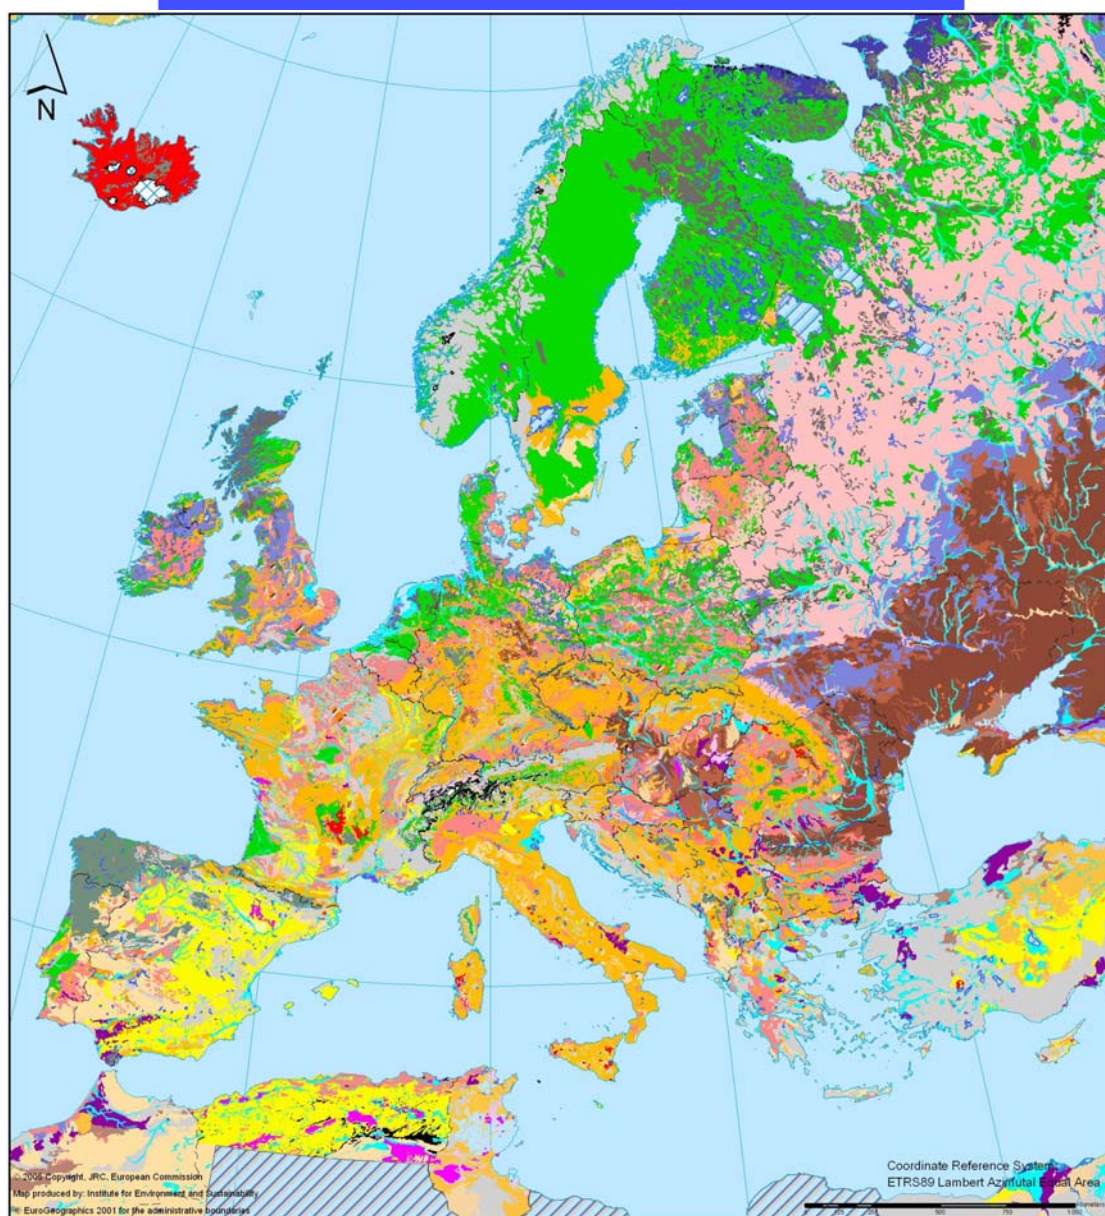 N
Coordinate Reference System:
ETRS89 Lambert Azimutal Equal Area
© 2005 Copyright, JRC, European Commission
Map produced by: Institute for Environment and Sustainability
© EuroGeographics 2001 for the administrative boundaries